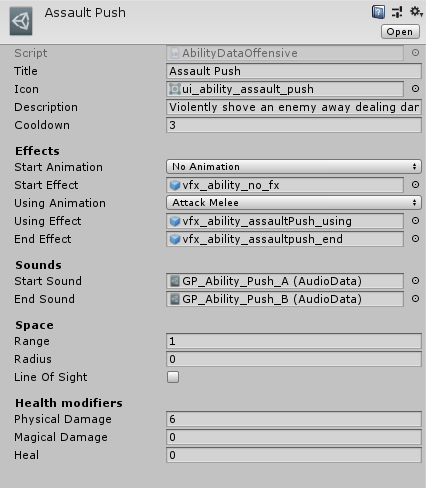 Assault Push
Open
Script AbilityDataOffensive
Title Assault Push
Icon ui_ability_assault_push
Description Violently shove an enemy away dealing dar
Cooldown 3
Effects
Start Animation No Animation
Start Effect vfx_ability_no_fx
Using Animation Attack Melee
Using Effect vfx_ability_assaultPush_using
End Effect vfx_ability_assaultpush_end
Sounds
Start Sound GP_Ability_Push_A (AudioData)
End Sound GP_Ability_Push_B (AudioData)
Space
Range 1
Radius 0
Line Of Sight
Health modifiers
Physical Damage 6
Magical Damage 0
Heal 0